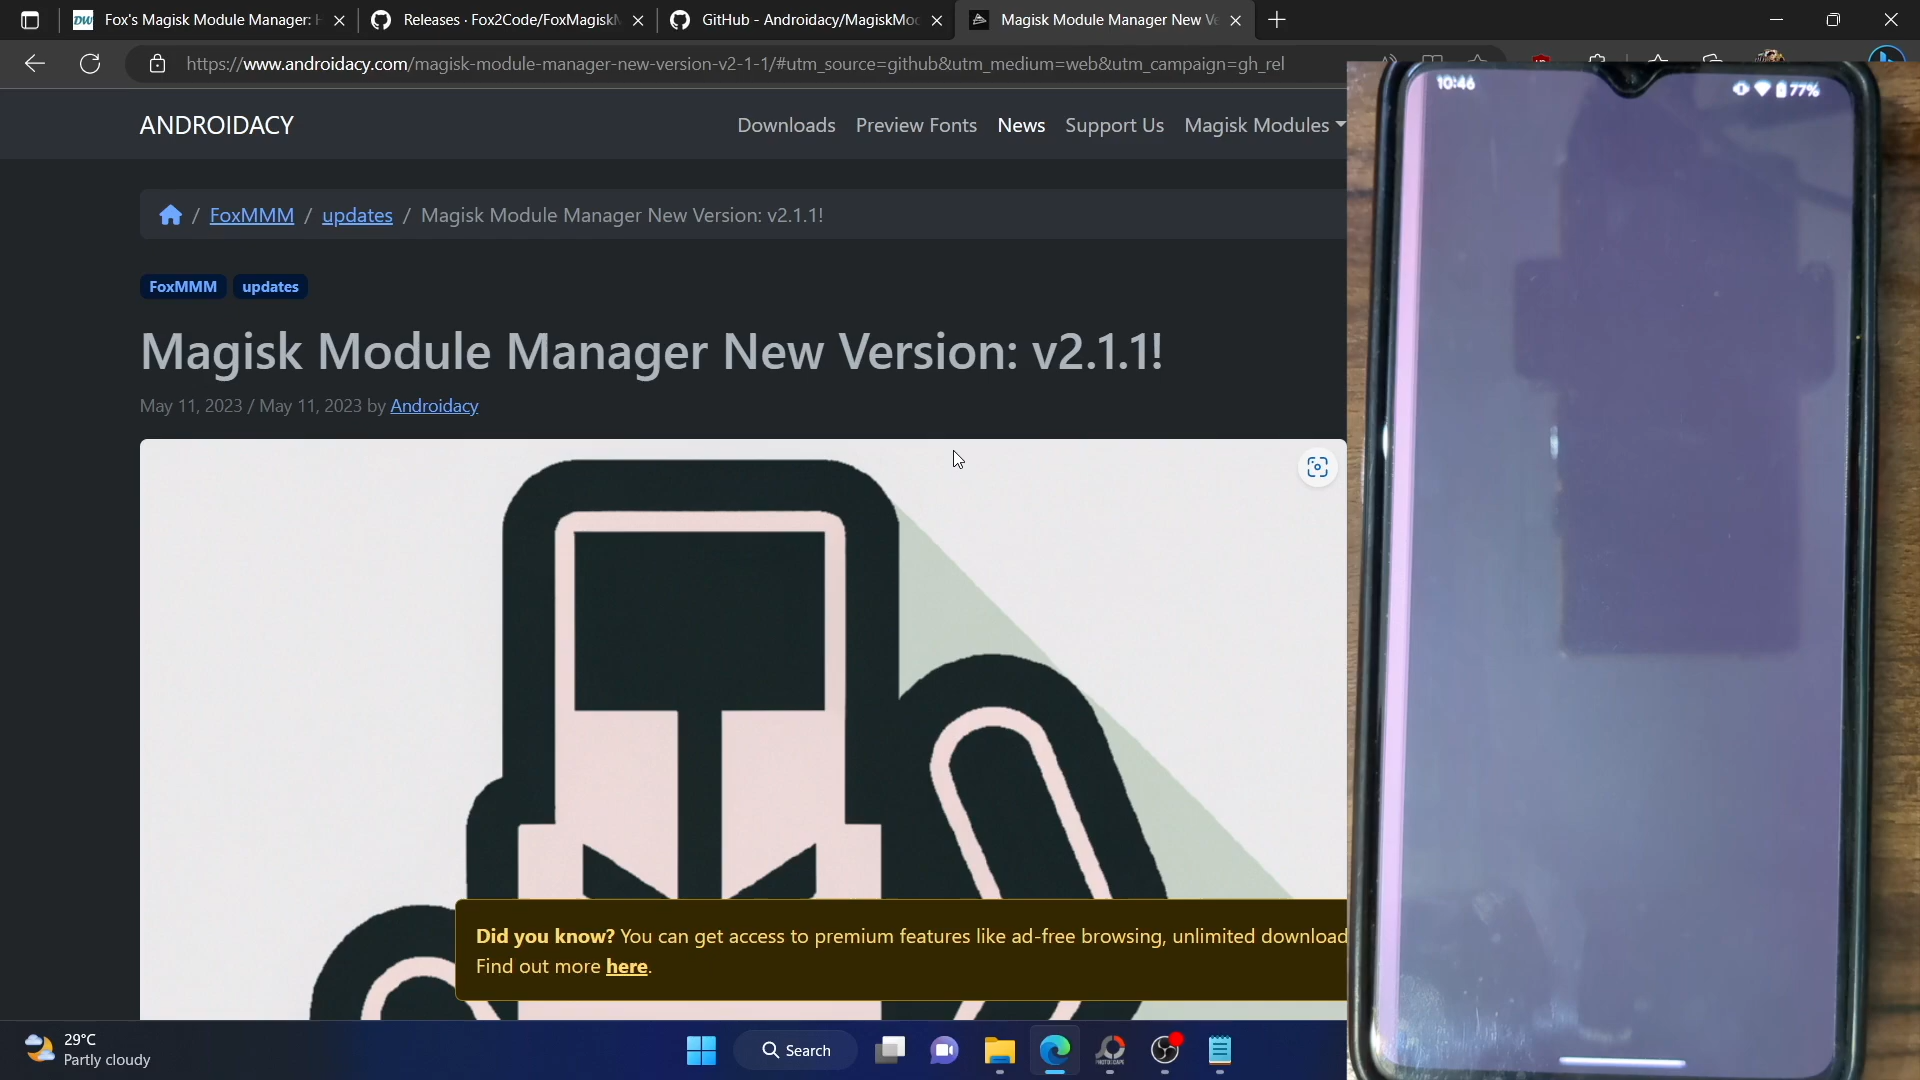 Fox's Magisk Module Manager:
Releases · Fox2Code/FoxMagisk
GitHub - Androidacy/MagiskMo
Magisk Module Manager New Ve
https://www.androidacy.com/magisk-module-manager-new-version-v2-1-1/#utm_source=github&utm_medium=web&utm_campaign=gh_rel
10:46
77%
ANDROIDACY
Downloads Preview Fonts News Support Us Magisk Modules
/ FoxMMM / updates / Magisk Module Manager New Version: v2.1.1!
FoxMMM updates
Magisk Module Manager New Version: v2.1.1!
May 11, 2023 / May 11, 2023 by Androidacy
Did you know? You can get access to premium features like ad-free browsing, unlimited download
Find out more here.
29°C
Partly cloudy
Search